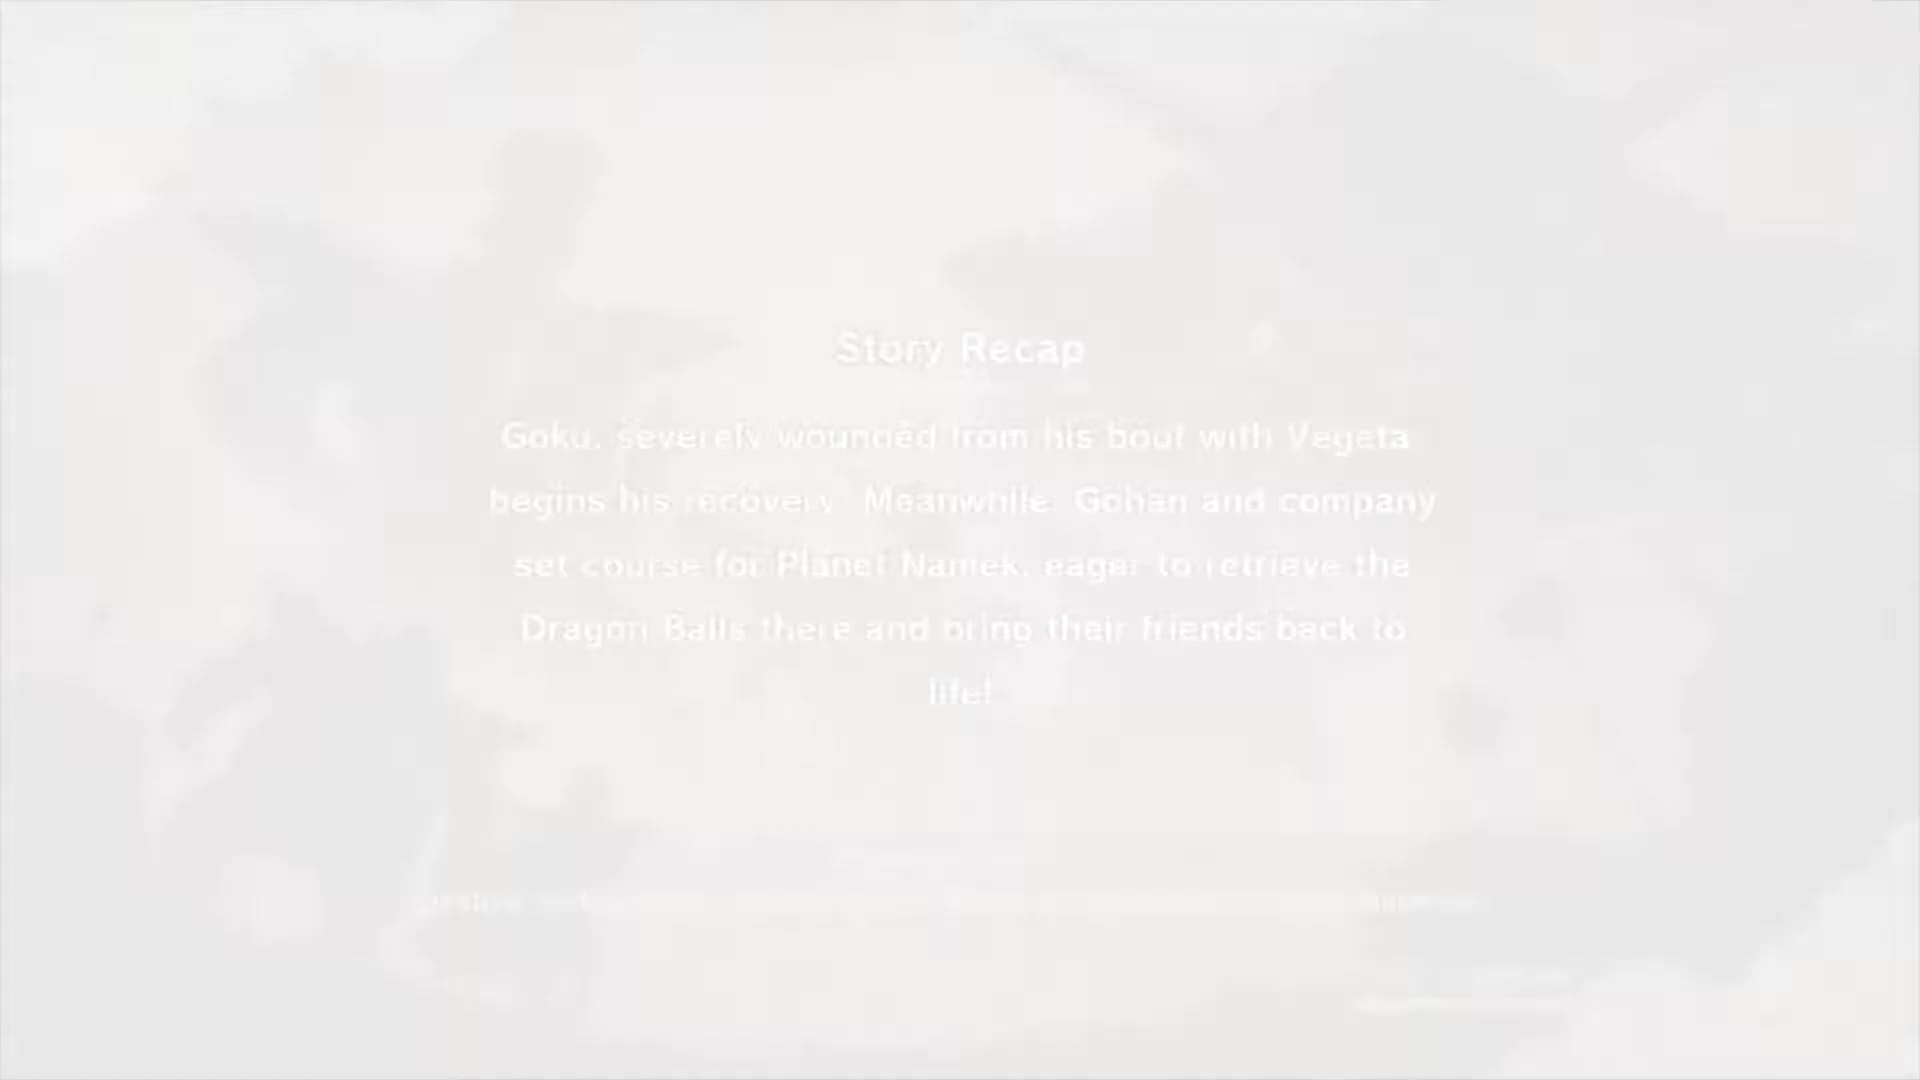 Story Recap
Goku, severely wounded from his bout with Vegeta
begins his recovery. Meanwhile, Gohan and company
set course for Planet Namek, eager to retrieve the
Dragon Balls there and bring their friends back to
life!